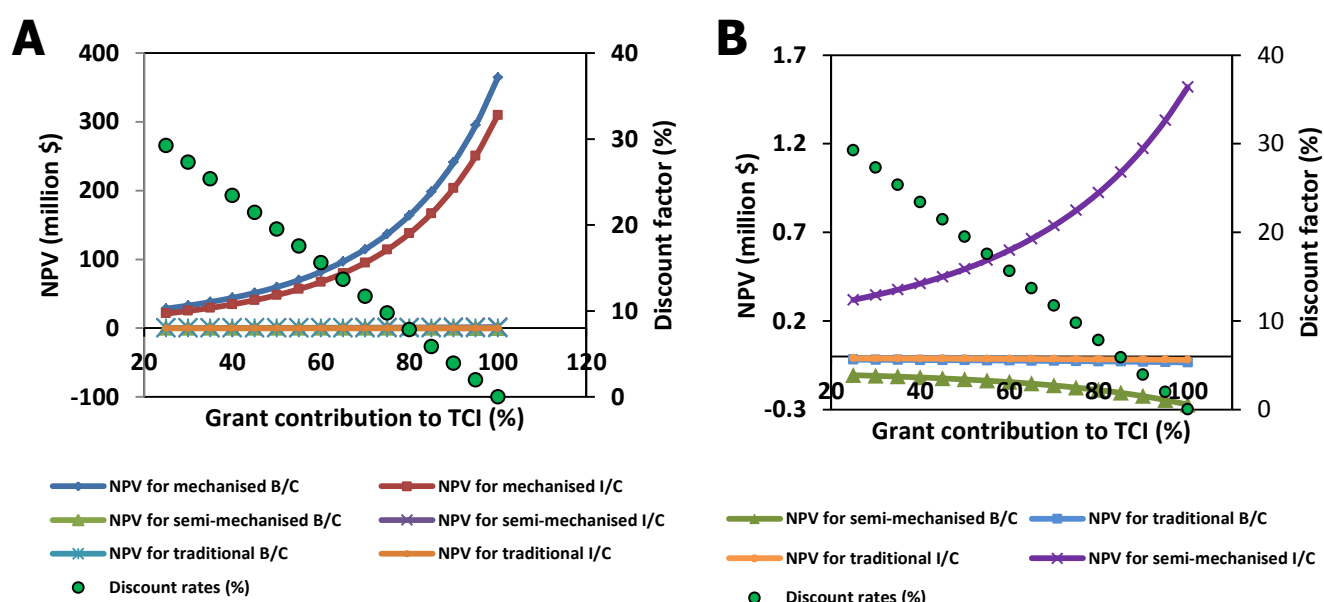 A
400
300
200
100
0
-100
NPV (million $)
20 40 60 80 100 120
Grant contribution to TCI (%)
40
30
20
10
0
Discount factor (%)
NPV for mechanised B/C
NPV for mechanised I/C
NPV for semi-mechanised B/C
NPV for semi-mechanised I/C
NPV for traditional B/C
NPV for traditional I/C
Discount rates (%)
B
1.7
1.2
0.7
0.2
-0.3
NPV (million $)
20 40 60 80 100
Grant contribution to TCI (%)
40
30
20
10
0
Discount factor (%)
NPV for semi-mechanised B/C
NPV for traditional B/C
NPV for traditional I/C
NPV for semi-mechanised I/C
Discount rates (%)